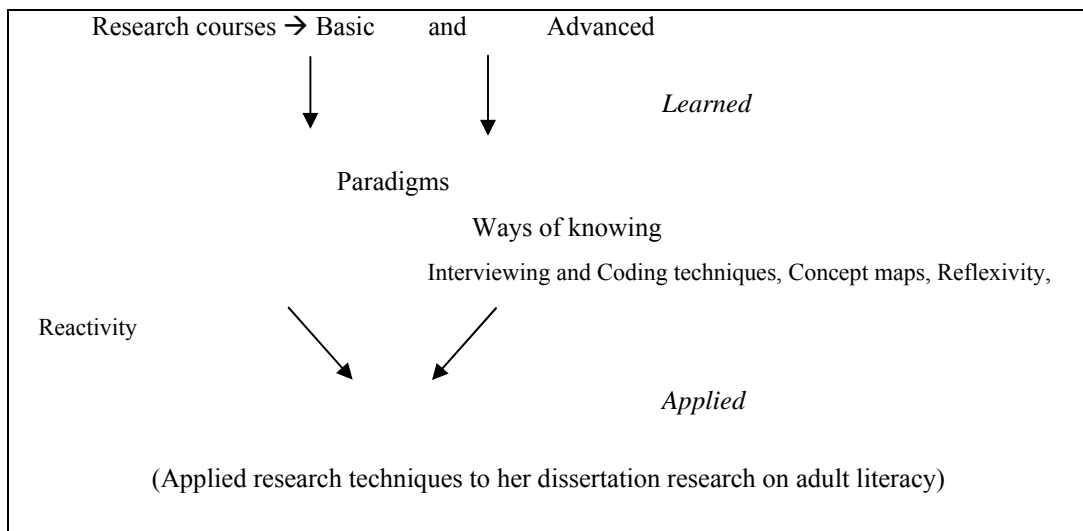 Research courses → Basic and Advanced
Learned
Paradigms
Ways of knowing
Interviewing and Coding techniques, Concept maps, Reflexivity,
Reactivity
Applied
(Applied research techniques to her dissertation research on adult literacy)